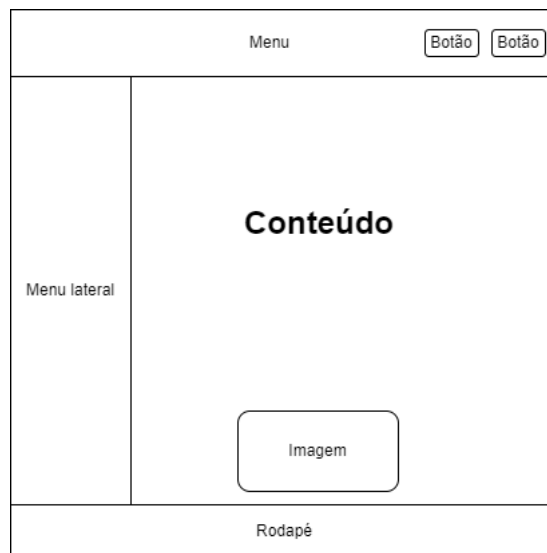 Menu
Botão
Botão
Conteúdo
Menu lateral
Imagem
Rodapé